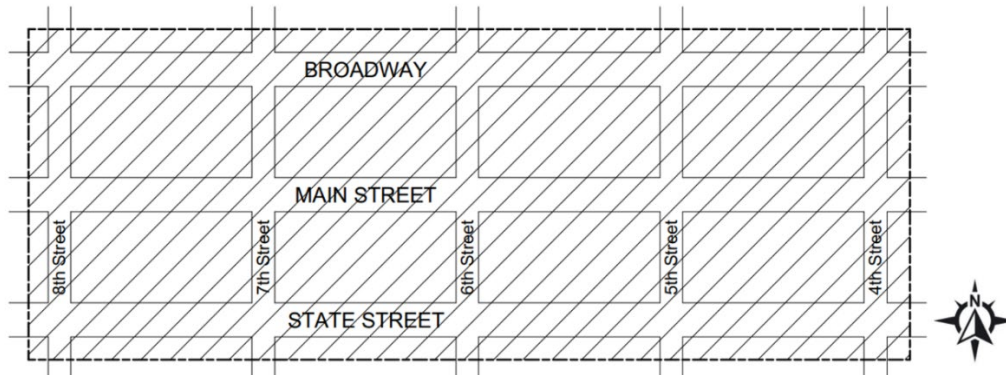 BROADWAY
MAIN STREET
8th Street
7th Street
6th Street
5th Street
4th Street
STATE STREET
N